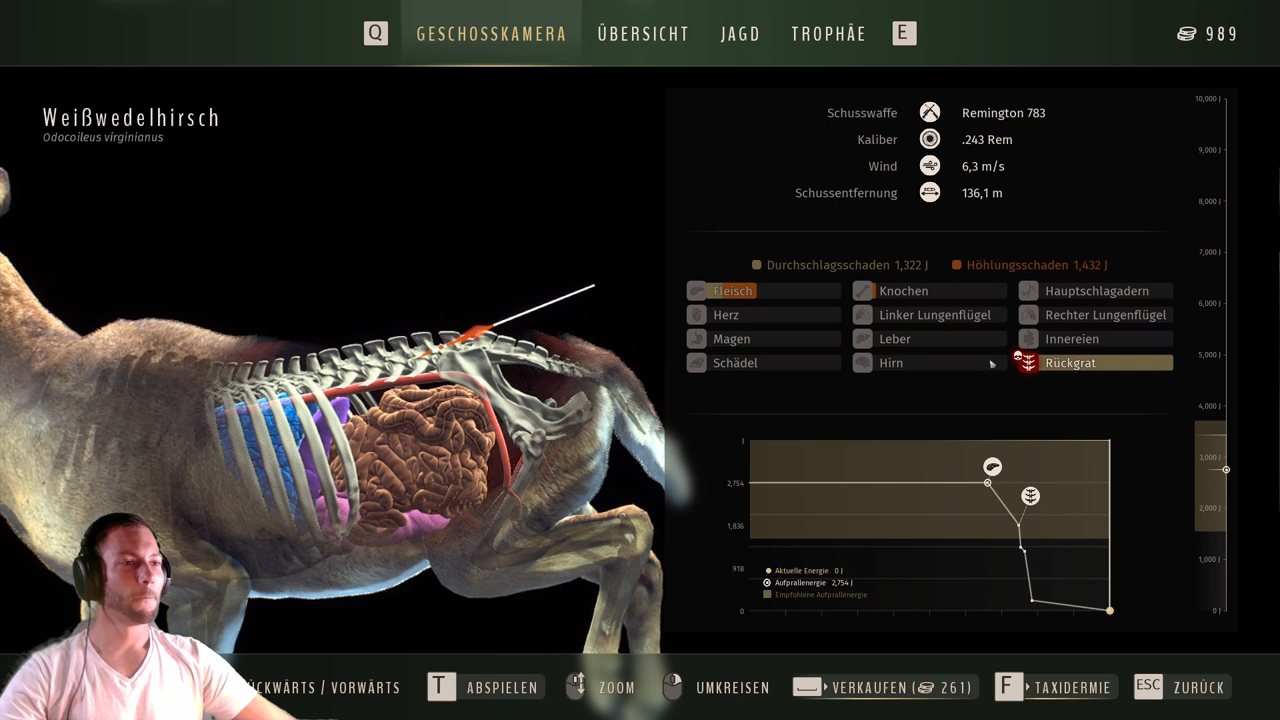 Q GESCHOSSKAMERA ÜBERSICHT JAGD TROPHÄE E 989
Weißwedelhirsch
Odocoileus virginianus
Schusswaffe Remington 783
Kaliber .243 Rem
Wind 6,3 m/s
Schussentfernung 136,1 m
Durchschlagsschaden 1,322 J Höhlungsschaden 1,432 J
Fleisch Knochen Hauptschlagadern
Herz Linker Lungenflügel Rechter Lungenflügel
Magen Leber Innereien
Schädel Hirn Rückgrat
10,000 J
9,000 J
8,000 J
7,000 J
6,000 J
5,000 J
4,000 J
3,000 J
2,000 J
1,000 J
0 J
J
2,754
1,836
918
0
Aktuelle Energie 0 J
Aufprallenergie 2,754 J
Empfohlene Aufprallenergie
ÜCKWÄRTS / VORWÄRTS T ABSPIELEN ZOOM UMKREISEN VERKAUFEN ( 261) F TAXIDERMIE ESC ZURÜCK